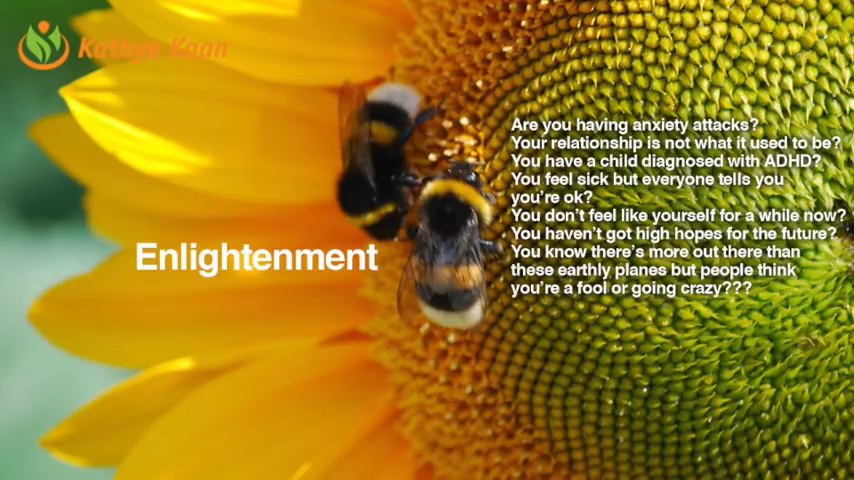 Kathye Kaan
Enlightenment
Are you having anxiety attacks?
Your relationship is not what it used to be?
You have a child diagnosed with ADHD?
You feel sick but everyone tells you
you're ok?
You don't feel like yourself for a while now?
You haven't got high hopes for the future?
You know there's more out there than
these earthly planes but people think
you're a fool or going crazy???